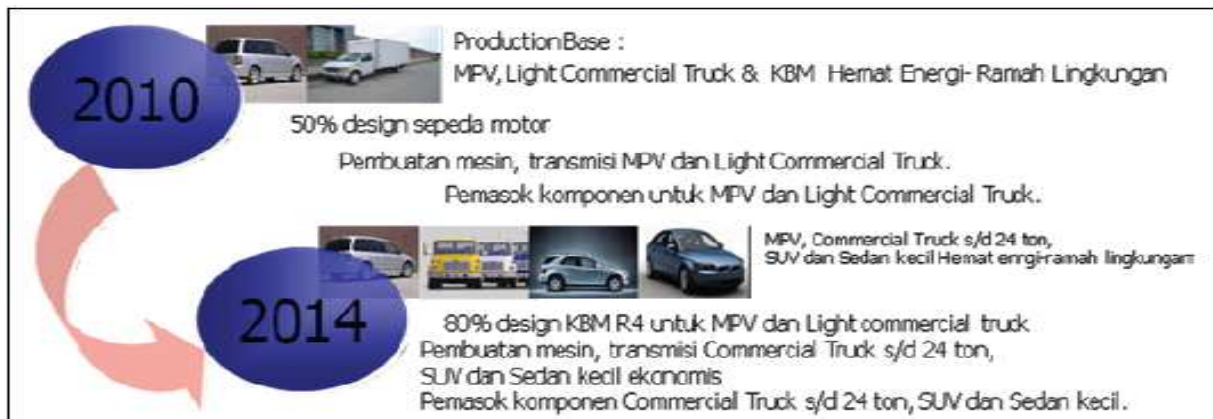 2010
Production Base :
MPV, Light Commercial Truck & KBM Hemat Energi- Ramah Lingkungan
50% design sepeda motor
Pembuatan mesin, transmisi MPV dan Light Commercial Truck.
Pemasok komponen untuk MPV dan Light Commercial Truck.
2014
MPV, Commercial Truck s/d 24 ton,
SUV dan Sedan kecil Hemat enrgi-ramah lingkungan
80% design KBM R4 untuk MPV dan Light commercial truck
Pembuatan mesin, transmisi Commercial Truck s/d 24 ton,
SUV dan Sedan kecil ekonomis
Pemasok komponen Commercial Truck s/d 24 ton, SUV dan Sedan kecil.